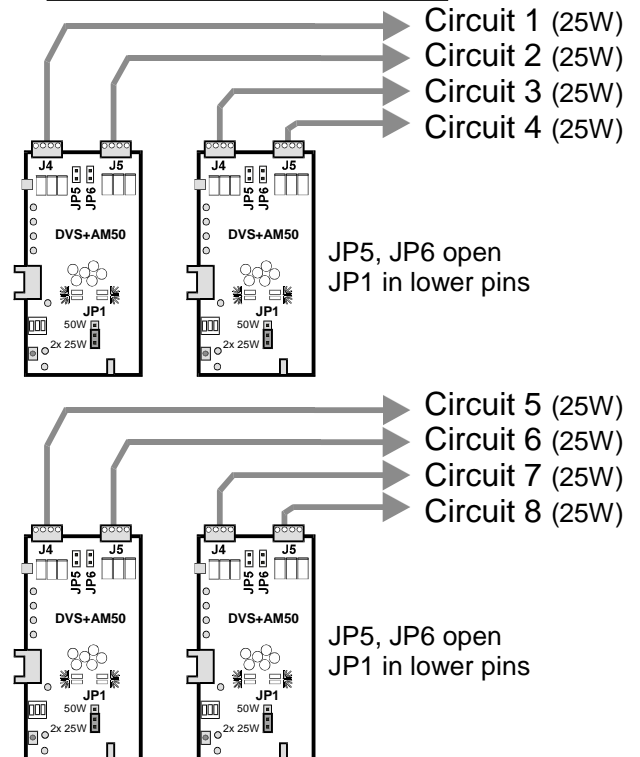 Circuit 1 (25W)
Circuit 2 (25W)
Circuit 3 (25W)
Circuit 4 (25W)
J4 J5 J4 J5
JP5 JP6 JP5 JP6
DVS+AM50 DVS+AM50
JP5, JP6 open
JP1 in lower pins
JP1 JP1
50W 50W
2x 25W 2x 25W
Circuit 5 (25W)
Circuit 6 (25W)
Circuit 7 (25W)
Circuit 8 (25W)
J4 J5 J4 J5
JP5 JP6 JP5 JP6
DVS+AM50 DVS+AM50
JP5, JP6 open
JP1 in lower pins
JP1 JP1
50W 50W
2x 25W 2x 25W